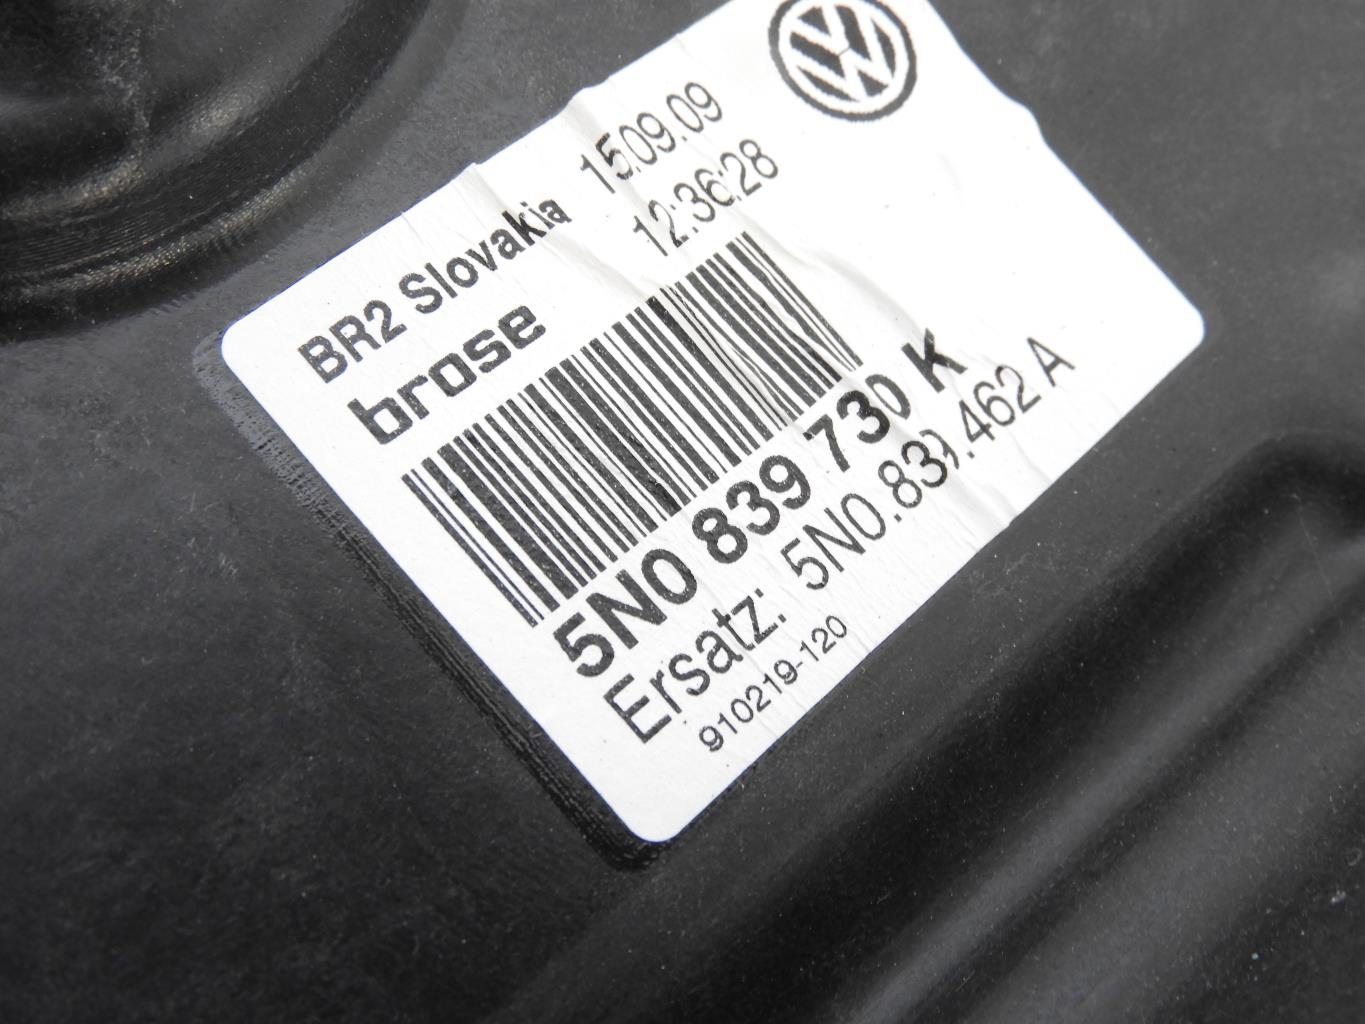 BR2 Slovakia 15.09.09
12:36:28
brose
5N0 839 730 K
Ersatz: 5N0.839.462 A
910219-120